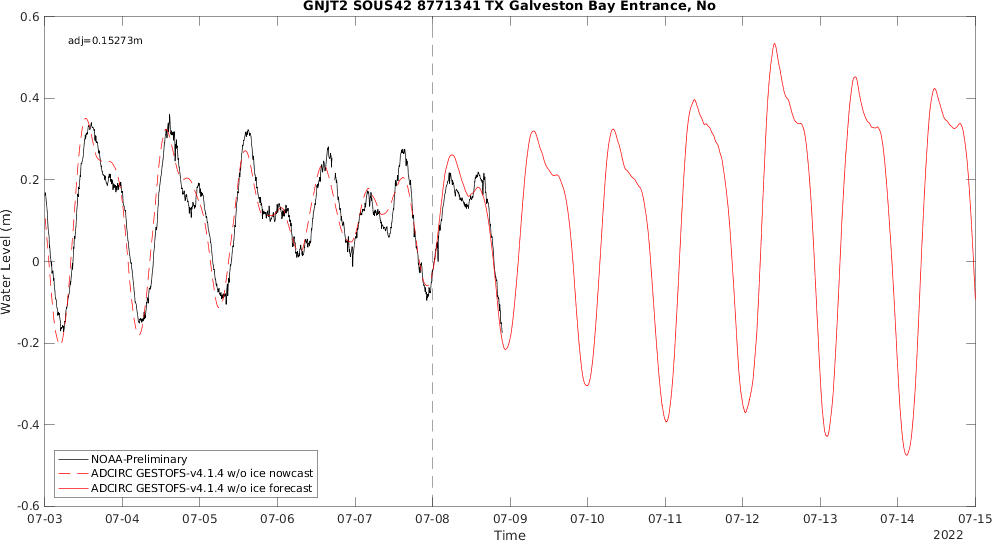 GNJT2 SOUS42 8771341 TX Galveston Bay Entrance, No
adj=0.15273m
0.6
0.4
0.2
0
-0.2
-0.4
-0.6
Water Level (m)
NOAA-Preliminary
ADCIRC GESTOFS-v4.1.4 w/o ice nowcast
ADCIRC GESTOFS-v4.1.4 w/o ice forecast
07-03 07-04 07-05 07-06 07-07 07-08 07-09 07-10 07-11 07-12 07-13 07-14 07-15
Time
2022